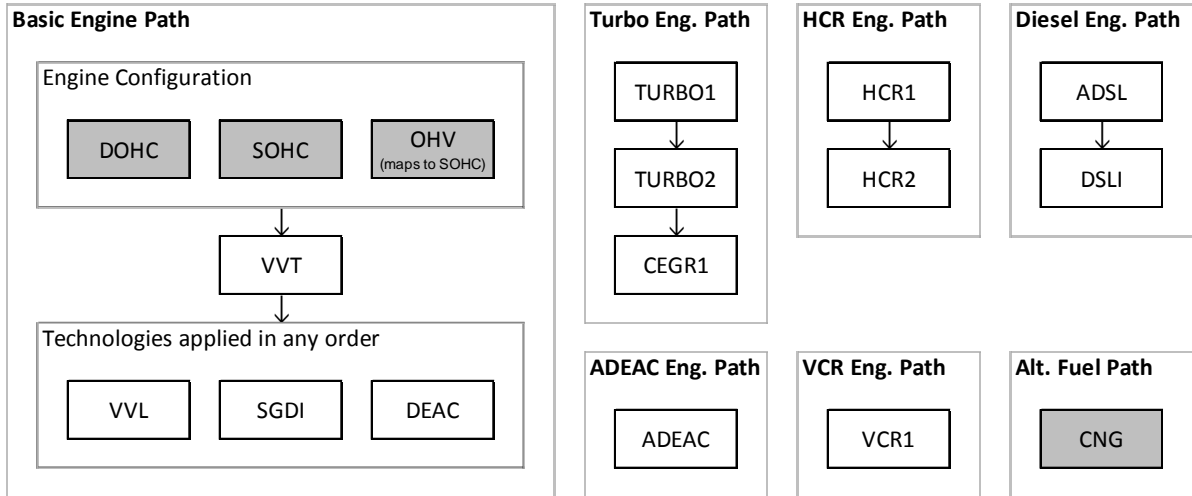 Basic Engine Path
Engine Configuration
DOHC
SOHC
OHV
(maps to SOHC)
VVT
Technologies applied in any order
VVL
SGDI
DEAC
Turbo Eng. Path
TURBO1
TURBO2
CEGR1
HCR Eng. Path
HCR1
HCR2
Diesel Eng. Path
ADSL
DSLI
ADEAC Eng. Path
ADEAC
VCR Eng. Path
VCR1
Alt. Fuel Path
CNG